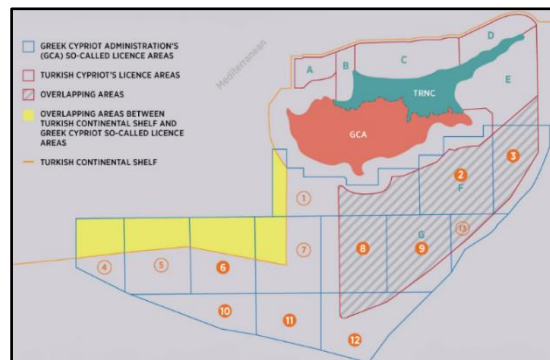 GREEK CYPRIOT ADMINISTRATION'S
(GCA) SO-CALLED LICENCE AREAS
TURKISH CYPRIOT'S LICENCE AREAS
OVERLAPPING AREAS
OVERLAPPING AREAS BETWEEN
TURKISH CONTINENTAL SHELF AND
GREEK CYPRIOT SO-CALLED LICENCE
AREAS
TURKISH CONTINENTAL SHELF
Mediterranean
A
B
C
D
E
TRNC
GCA
1
2
F
3
4
5
6
7
8
G
9
13
10
11
12